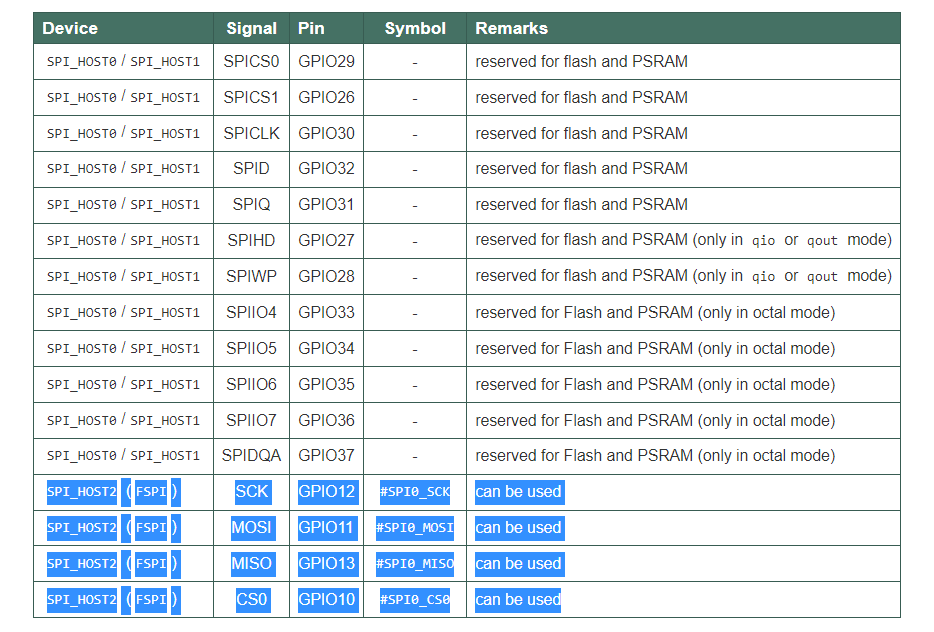 Device Signal Pin Symbol Remarks
SPI_HOST0 / SPI_HOST1 SPICS0 GPIO29 - reserved for flash and PSRAM
SPI_HOST0 / SPI_HOST1 SPICS1 GPIO26 - reserved for flash and PSRAM
SPI_HOST0 / SPI_HOST1 SPICLK GPIO30 - reserved for flash and PSRAM
SPI_HOST0 / SPI_HOST1 SPID GPIO32 - reserved for flash and PSRAM
SPI_HOST0 / SPI_HOST1 SPIQ GPIO31 - reserved for flash and PSRAM
SPI_HOST0 / SPI_HOST1 SPIHD GPIO27 - reserved for flash and PSRAM (only in qio or qout mode)
SPI_HOST0 / SPI_HOST1 SPIWP GPIO28 - reserved for flash and PSRAM (only in qio or qout mode)
SPI_HOST0 / SPI_HOST1 SPIIO4 GPIO33 - reserved for Flash and PSRAM (only in octal mode)
SPI_HOST0 / SPI_HOST1 SPIIO5 GPIO34 - reserved for Flash and PSRAM (only in octal mode)
SPI_HOST0 / SPI_HOST1 SPIIO6 GPIO35 - reserved for Flash and PSRAM (only in octal mode)
SPI_HOST0 / SPI_HOST1 SPIIO7 GPIO36 - reserved for Flash and PSRAM (only in octal mode)
SPI_HOST0 / SPI_HOST1 SPIDQA GPIO37 - reserved for Flash and PSRAM (only in octal mode)
SPI_HOST2 (FSPI) SCK GPIO12 #SPI0_SCK can be used
SPI_HOST2 (FSPI) MOSI GPIO11 #SPI0_MOSI can be used
SPI_HOST2 (FSPI) MISO GPIO13 #SPI0_MISO can be used
SPI_HOST2 (FSPI) CS0 GPIO10 #SPI0_CS0 can be used